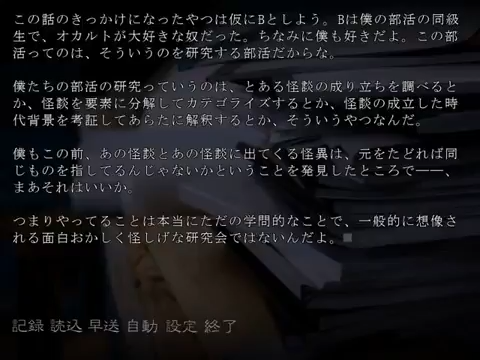 この話のきっかけになったやつは仮にBとしよう。Bは僕の部活の同級
生で、オカルトが大好きな奴だった。ちなみに僕も好きだよ。この部
活ってのは、そういうのを研究する部活だからな。
僕たちの部活の研究っていうのは、とある怪談の成り立ちを調べると
か、怪談を要素に分解してカテゴライズするとか、怪談の成立した時
代背景を考証してあらたに解釈するとか、そういうやつなんだ。
僕もこの前、あの怪談とあの怪談に出てくる怪異は、元をたどれば同
じものを指してるんじゃないかということを発見したところで――、
まあそれはいいか。
つまりやってることは本当にただの学問的なことで、一般的に想像さ
れる面白おかしく怪しげな研究会ではないんだよ。
記録 読込 早送 自動 設定 終了